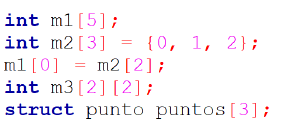 int m1[5];
int m2[3] = {0, 1, 2};
m1[0] = m2[2];
int m3[2][2];
struct punto puntos[3];